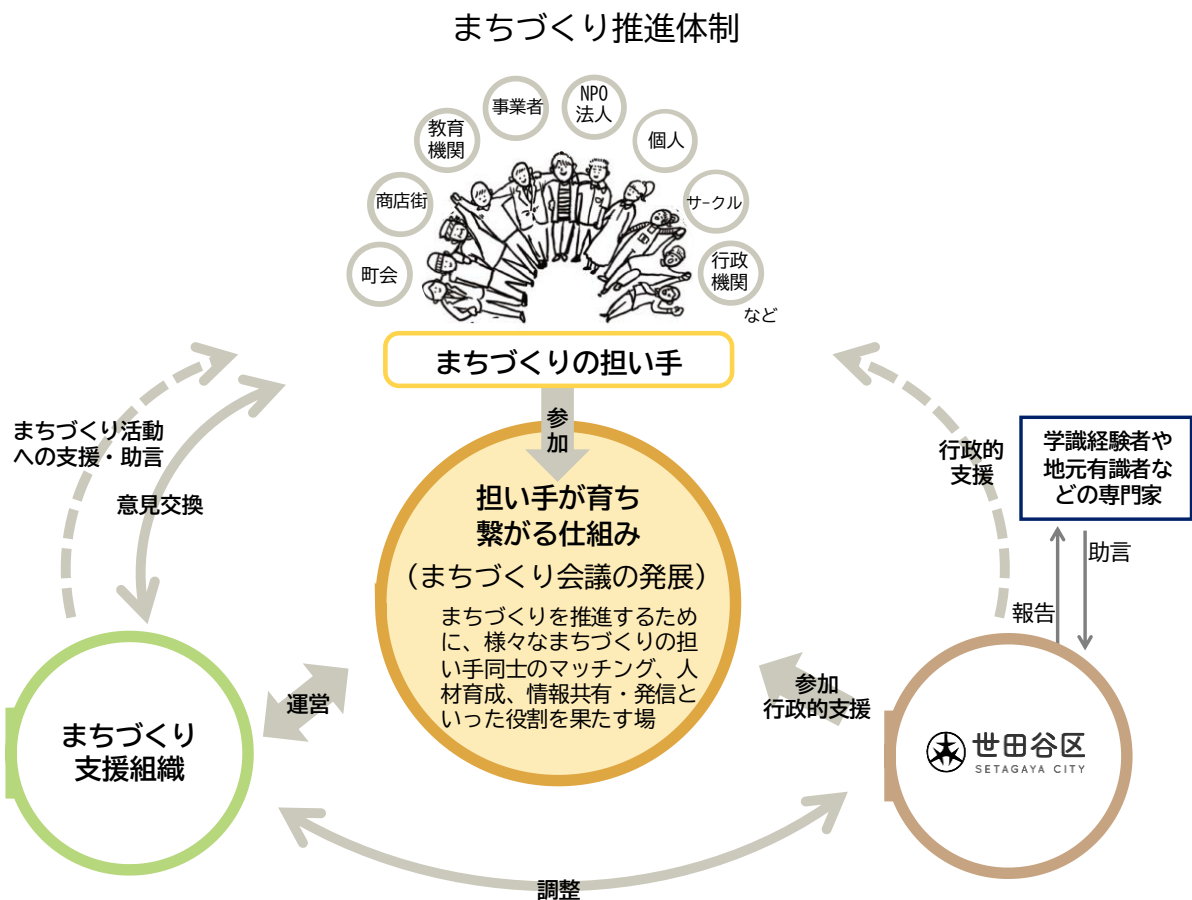 まちづくり推進体制
事業者
NPO
法人
教育
機関
個人
商店街
サークル
町会
行政
機関
など
まちづくりの担い手
参
加
まちづくり活動
への支援・助言
意見交換
行政的
支援
学識経験者や
地元有識者な
どの専門家
助言
報告
担い手が育ち
繋がる仕組み
(まちづくり会議の発展)
まちづくりを推進するため
に、様々なまちづくりの担
い手同士のマッチング、人
材育成、情報共有・発信と
いった役割を果たす場
運営
参加
行政的支援
まちづくり
支援組織
世田谷区
SETAGAYA CITY
調整